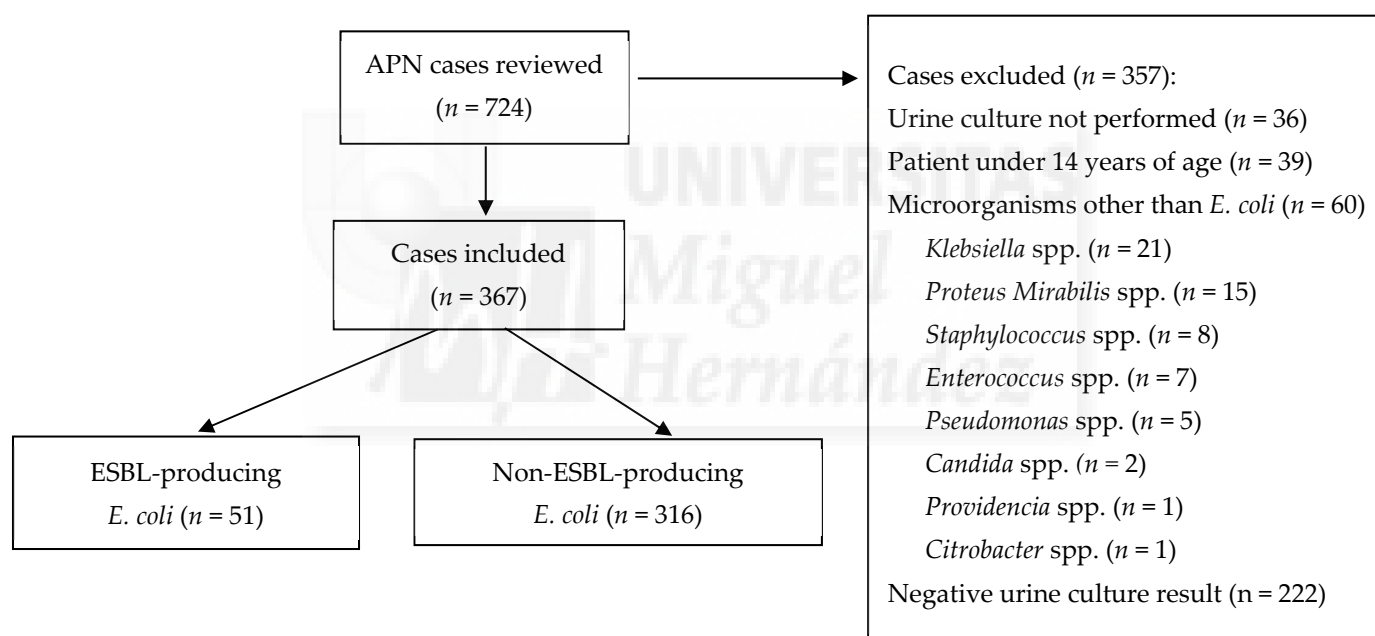 APN cases reviewed
(n = 724)
Cases included
(n = 367)
ESBL-producing
E. coli (n = 51)
Non-ESBL-producing
E. coli (n = 316)
Cases excluded (n = 357):
Urine culture not performed (n = 36)
Patient under 14 years of age (n = 39)
Microorganisms other than E. coli (n = 60)
Klebsiella spp. (n = 21)
Proteus Mirabilis spp. (n = 15)
Staphylococcus spp. (n = 8)
Enterococcus spp. (n = 7)
Pseudomonas spp. (n = 5)
Candida spp. (n = 2)
Providencia spp. (n = 1)
Citrobacter spp. (n = 1)
Negative urine culture result (n = 222)
UNIVERSITAS
Miguel
Hernández